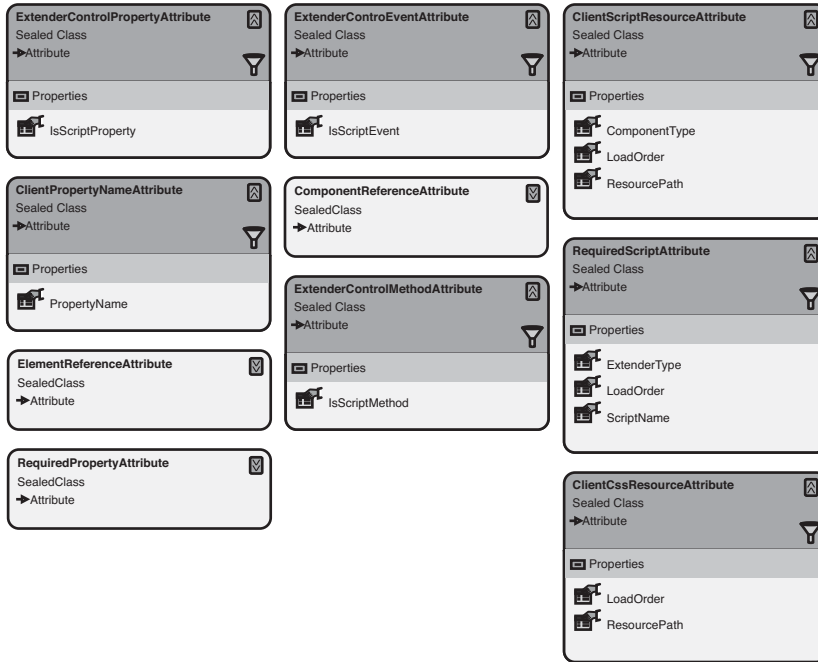 ExtenderControlPropertyAttribute
Sealed Class
Attribute
Properties
IsScriptProperty
ClientPropertyNameAttribute
Sealed Class
Attribute
Properties
PropertyName
ElementReferenceAttribute
SealedClass
Attribute
RequiredPropertyAttribute
SealedClass
Attribute
ExtenderControEventAttribute
Sealed Class
Attribute
Properties
IsScriptEvent
ComponentReferenceAttribute
SealedClass
Attribute
ExtenderControlMethodAttribute
Sealed Class
Attribute
Properties
IsScriptMethod
ClientScriptResourceAttribute
Sealed Class
Attribute
Properties
ComponentType
LoadOrder
ResourcePath
RequiredScriptAttribute
Sealed Class
Attribute
Properties
ExtenderType
LoadOrder
ScriptName
ClientCssResourceAttribute
Sealed Class
Attribute
Properties
LoadOrder
ResourcePath